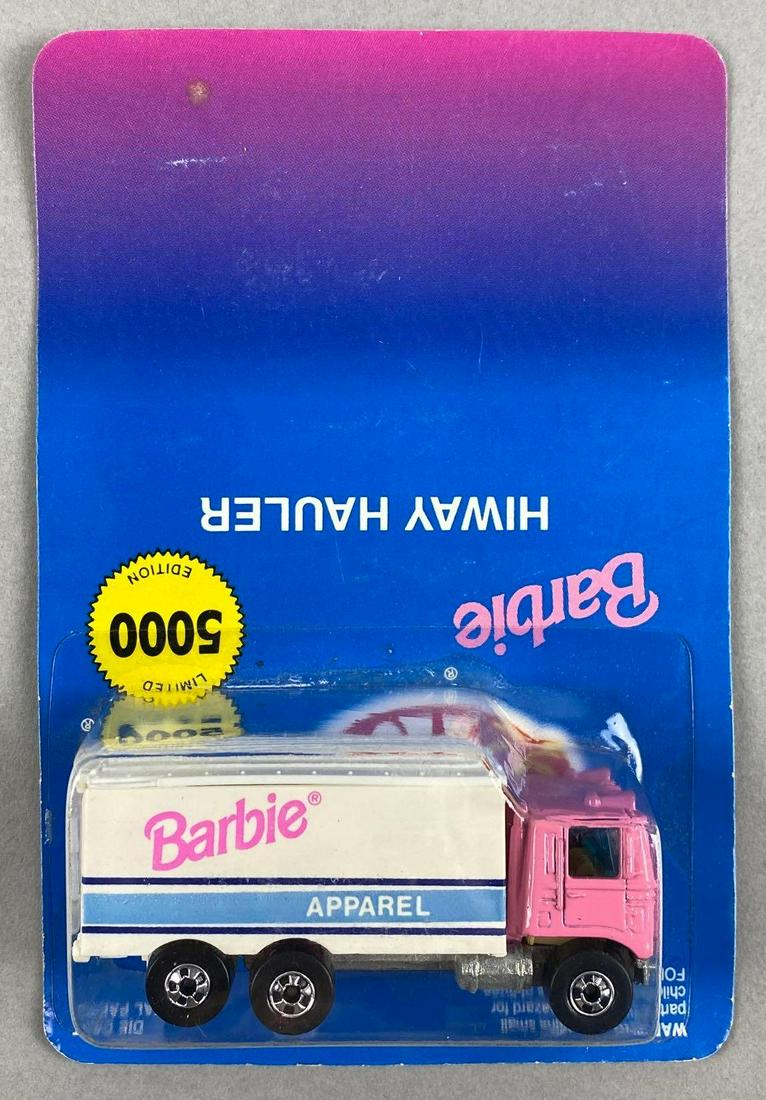 HIWAY HAULER
Barbie
®
LIMITED
5000
EDITION
®
Barbie®
APPAREL